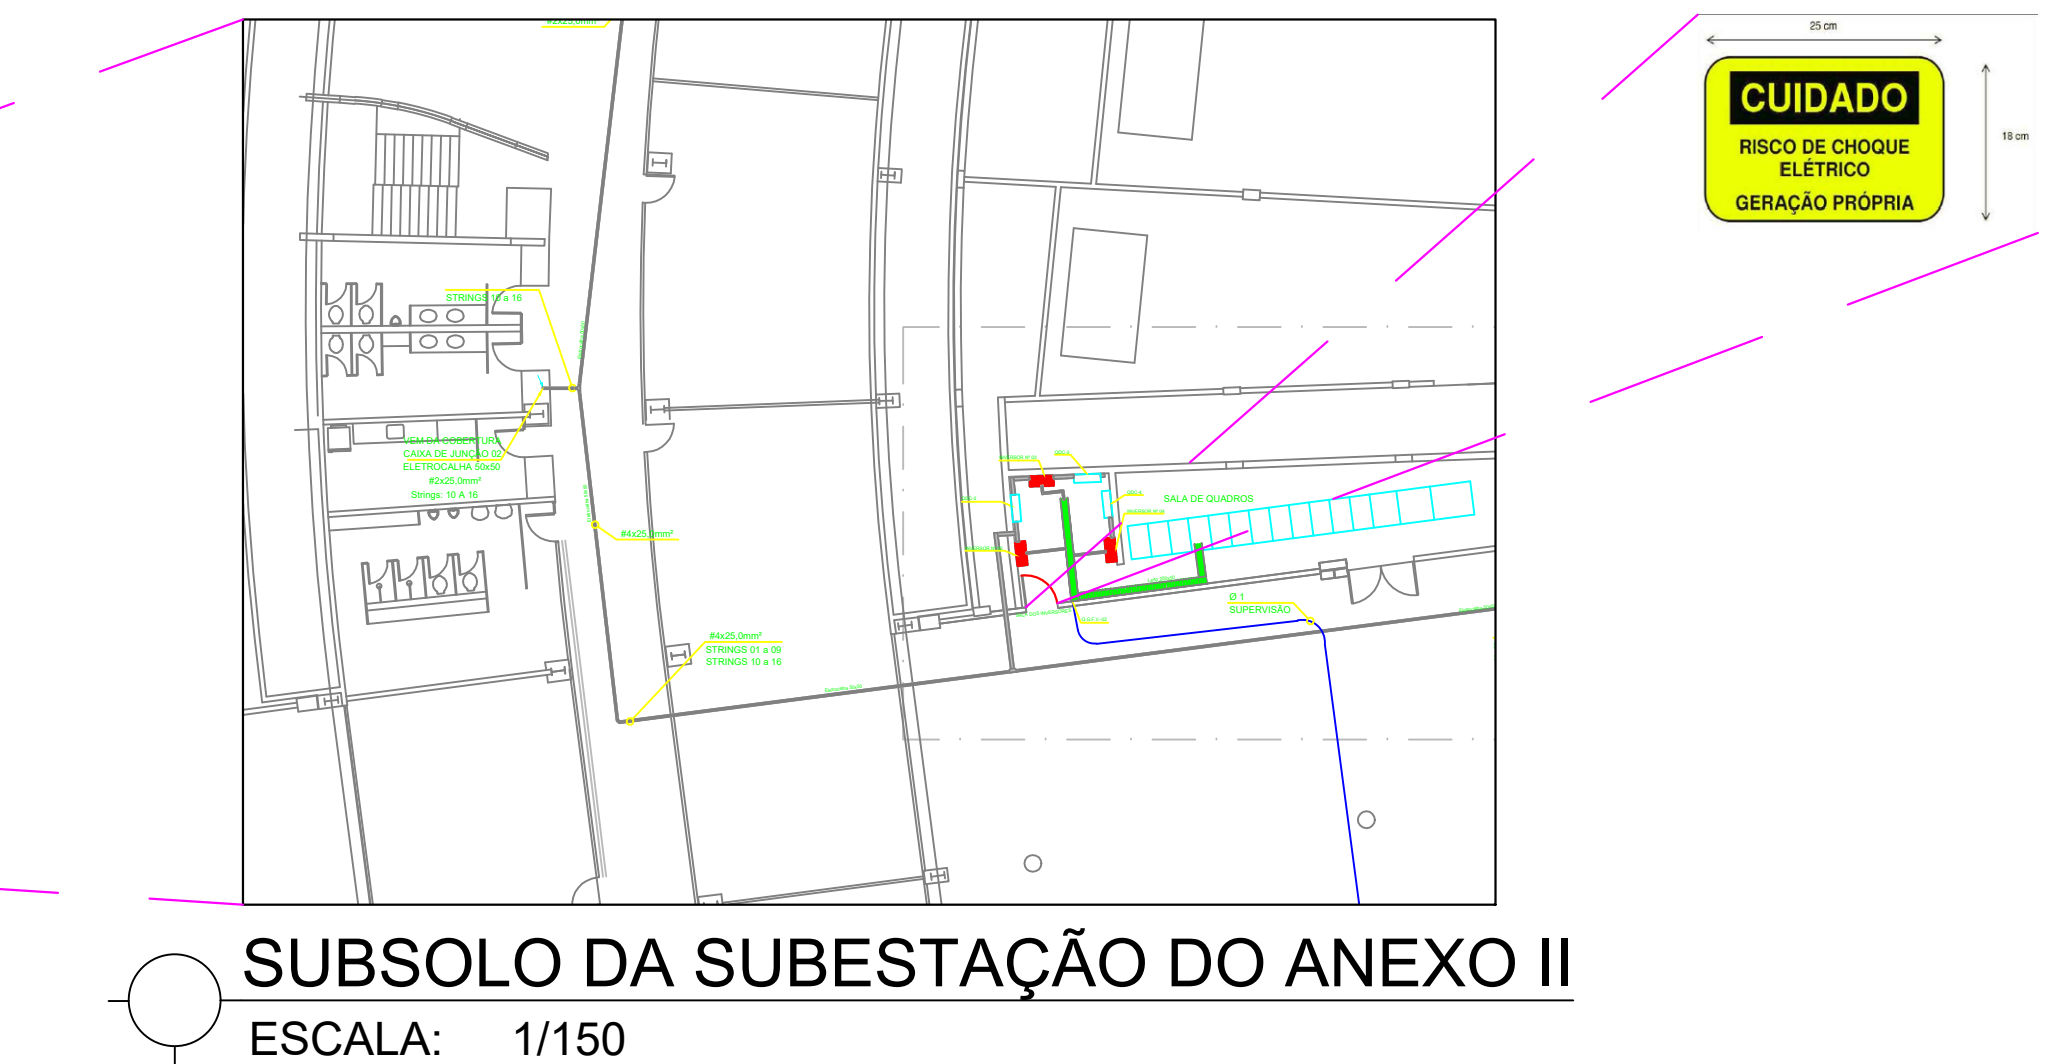 #2x25,0mm²
25 cm
CUIDADO
RISCO DE CHOQUE
ELÉTRICO
GERAÇÃO PRÓPRIA
18 cm
STRINGS 10 a 16
VEM DA COBERTURA
CAIXA DE JUNÇÃO 02
ELETROCALHA 50x50
#2x25,0mm²
Strings: 10 A 16
#4x25,0mm²
SALA DE QUADROS
Ø 1
SUPERVISÃO
#4x25,0mm²
STRINGS 01 a 09
STRINGS 10 a 16
SUBSOLO DA SUBESTAÇÃO DO ANEXO II
ESCALA: 1/150